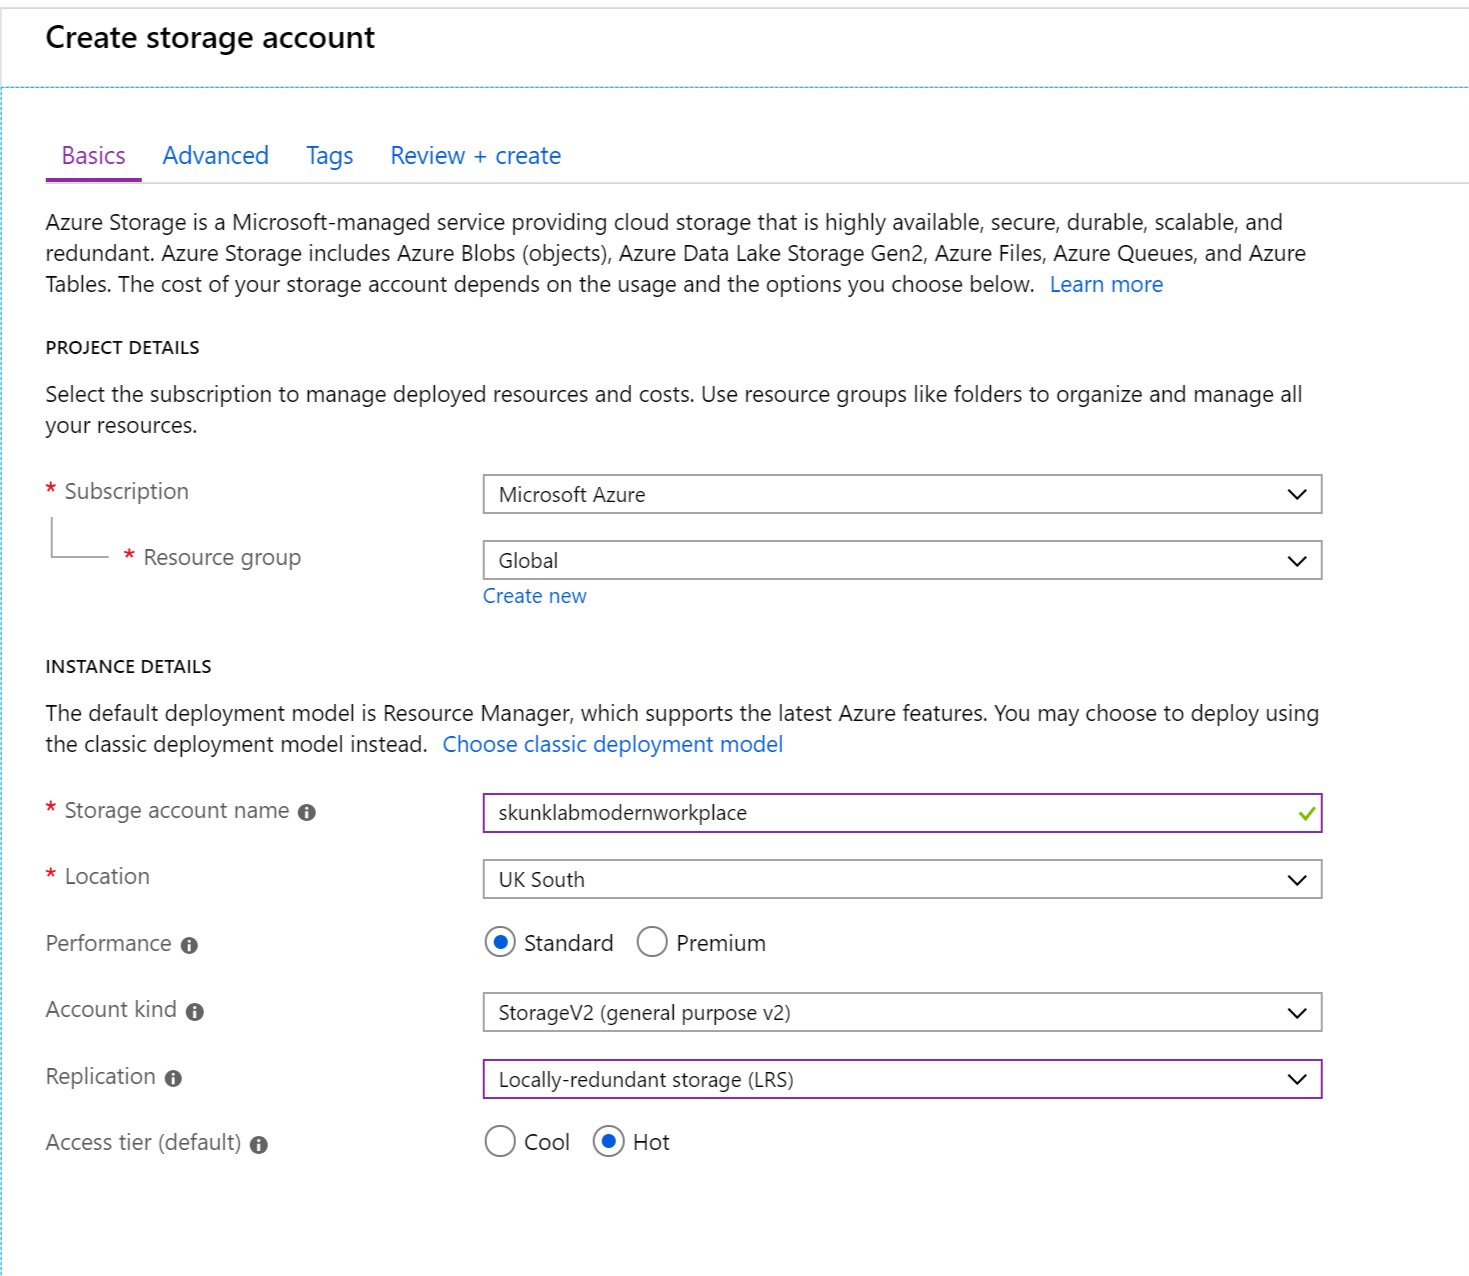 Create storage account
Basics Advanced Tags Review + create
Azure Storage is a Microsoft-managed service providing cloud storage that is highly available, secure, durable, scalable, and
redundant. Azure Storage includes Azure Blobs (objects), Azure Data Lake Storage Gen2, Azure Files, Azure Queues, and Azure
Tables. The cost of your storage account depends on the usage and the options you choose below. Learn more
PROJECT DETAILS
Select the subscription to manage deployed resources and costs. Use resource groups like folders to organize and manage all
your resources.
* Subscription Microsoft Azure
* Resource group Global
Create new
INSTANCE DETAILS
The default deployment model is Resource Manager, which supports the latest Azure features. You may choose to deploy using
the classic deployment model instead. Choose classic deployment model
* Storage account name skunklabmodernworkplace
* Location UK South
Performance Standard Premium
Account kind StorageV2 (general purpose v2)
Replication Locally-redundant storage (LRS)
Access tier (default) Cool Hot